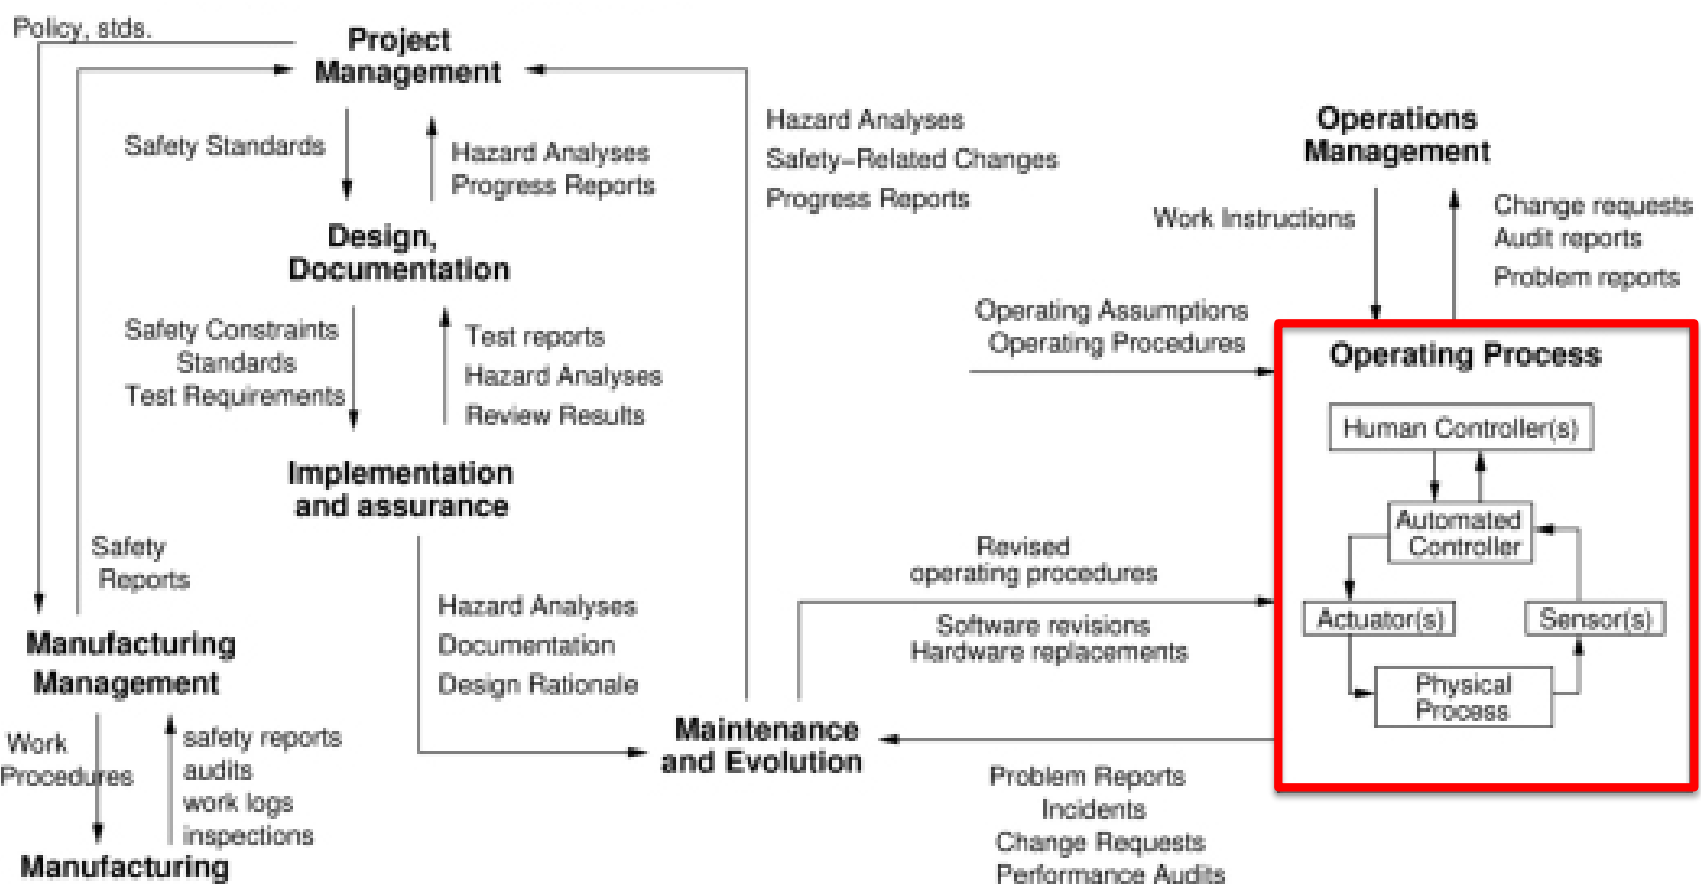 Policy, stds.
Project
Management
Safety Standards
Hazard Analyses
Progress Reports
Design,
Documentation
Safety Constraints
Standards
Test Requirements
Test reports
Hazard Analyses
Review Results
Implementation
and assurance
Safety
Reports
Manufacturing
Management
Work
Procedures
safety reports
audits
work logs
inspections
Manufacturing
Hazard Analyses
Documentation
Design Rationale
Hazard Analyses
Safety-Related Changes
Progress Reports
Maintenance
and Evolution
Operations
Management
Work Instructions
Change requests
Audit reports
Problem reports
Operating Assumptions
Operating Procedures
Revised
operating procedures
Software revisions
Hardware replacements
Problem Reports
Incidents
Change Requests
Performance Audits
Operating Process
Human Controller(s)
Automated
Controller
Actuator(s)
Sensor(s)
Physical
Process